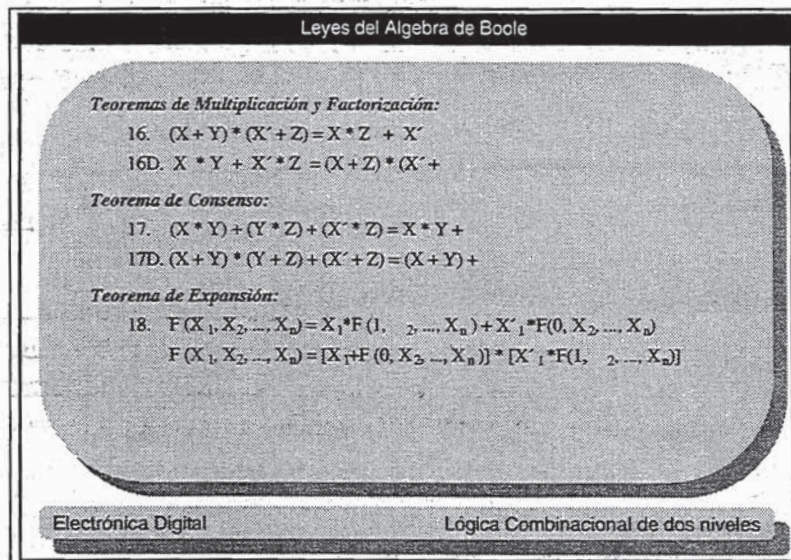 Leyes del Algebra de Boole
Teoremas de Multiplicación y Factorización:
16. (X+Y)*(X´+Z)=X*Z + X´
16D. X *Y + X´*Z =(X+Z)*(X´+
Teorema de Consenso:
17. (X*Y)+(Y*Z)+(X´*Z)=X*Y+
17D. (X+Y)*(Y+Z)+(X´+Z)=(X+Y)+
Teorema de Expansión:
18. F(X₁, X₂, ..., Xₙ)=X₁*F(1, ₂, ..., Xₙ)+X´₁*F(0, X₂, ..., Xₙ)
F(X₁, X₂, ..., Xₙ)=[X₁+F(0, X₂, ..., Xₙ)]*[X´₁*F(1, ₂, ..., Xₙ)]
Electrónica Digital Lógica Combinacional de dos niveles